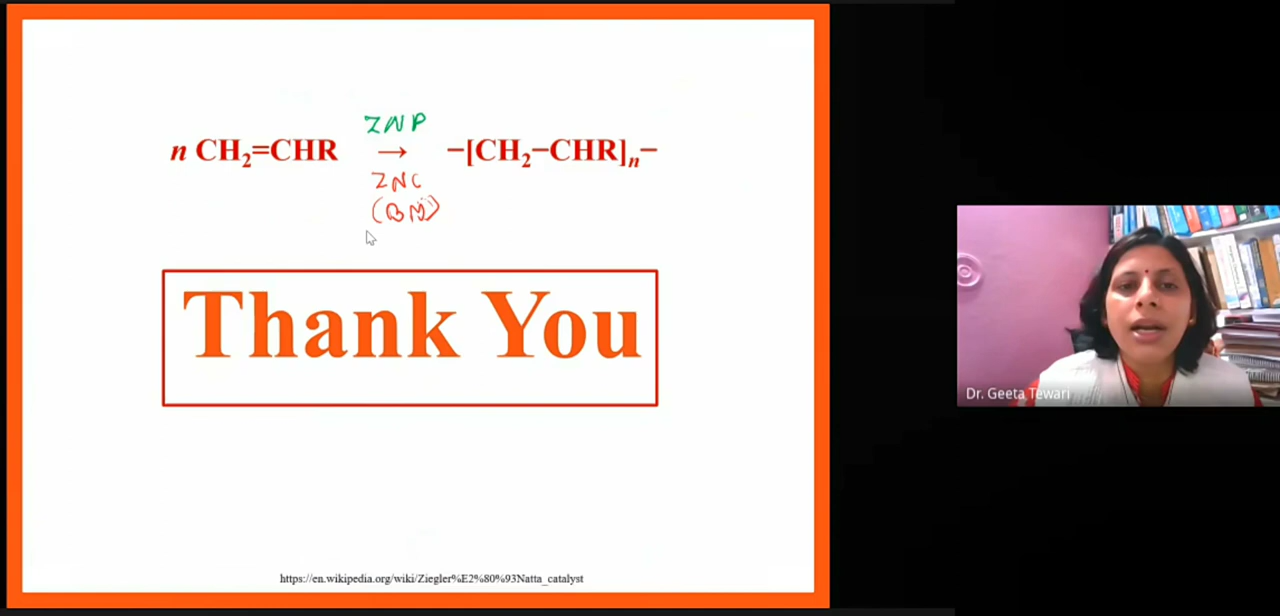 ZNP
n CH₂=CHR → −[CH₂−CHR]ₙ−
ZNC
Thank You
https://en.wikipedia.org/wiki/Ziegler%E2%80%93Natta_catalyst
Dr. Geeta Tewari